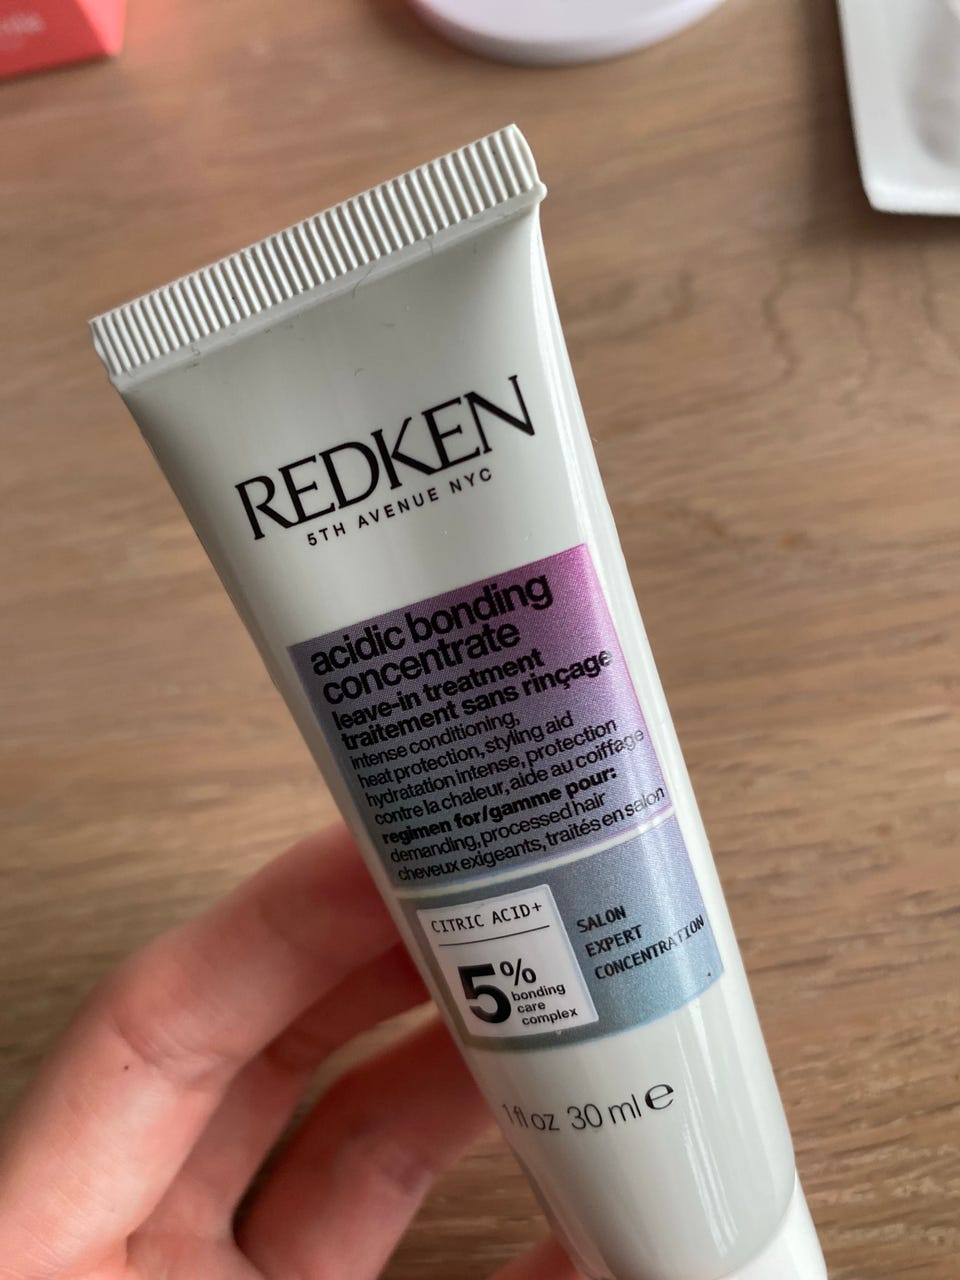 REDKEN
5TH AVENUE NYC
acidic bonding
concentrate
leave-in treatment
traitement sans rinçage
intense conditioning,
heat protection, styling aid
hydratation intense, protection
contre la chaleur, aide au coiffage
regimen for/gamme pour:
demanding, processed hair
cheveux exigeants, traités en salon
CITRIC ACID+
5%
bonding
care
complex
SALON
EXPERT
CONCENTRATION
1 fl oz 30 ml e